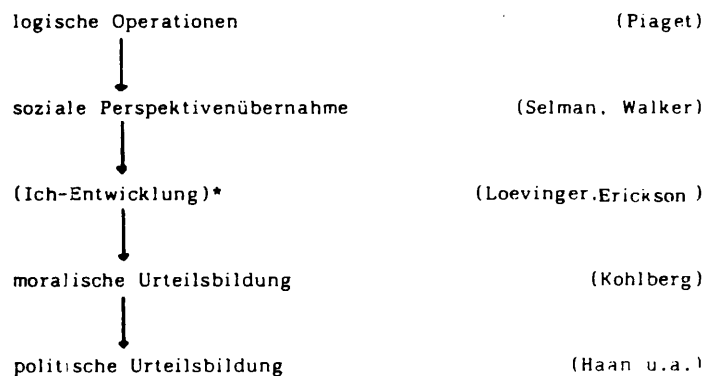 logische Operationen (Piaget)
soziale Perspektivenübernahme (Selman, Walker)
(Ich-Entwicklung)* (Loevinger.Erickson )
moralische Urteilsbildung (Kohlberg)
politische Urteilsbildung (Haan u.a.)